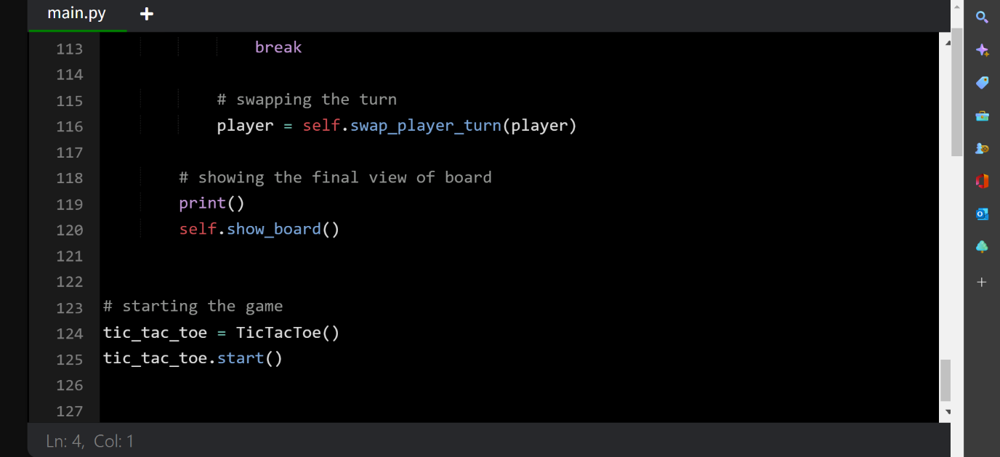 main.py +
113 break
114
115 # swapping the turn
116 player = self.swap_player_turn(player)
117
118 # showing the final view of board
119 print()
120 self.show_board()
121
122
123 # starting the game
124 tic_tac_toe = TicTacToe()
125 tic_tac_toe.start()
126
127
Ln: 4, Col: 1